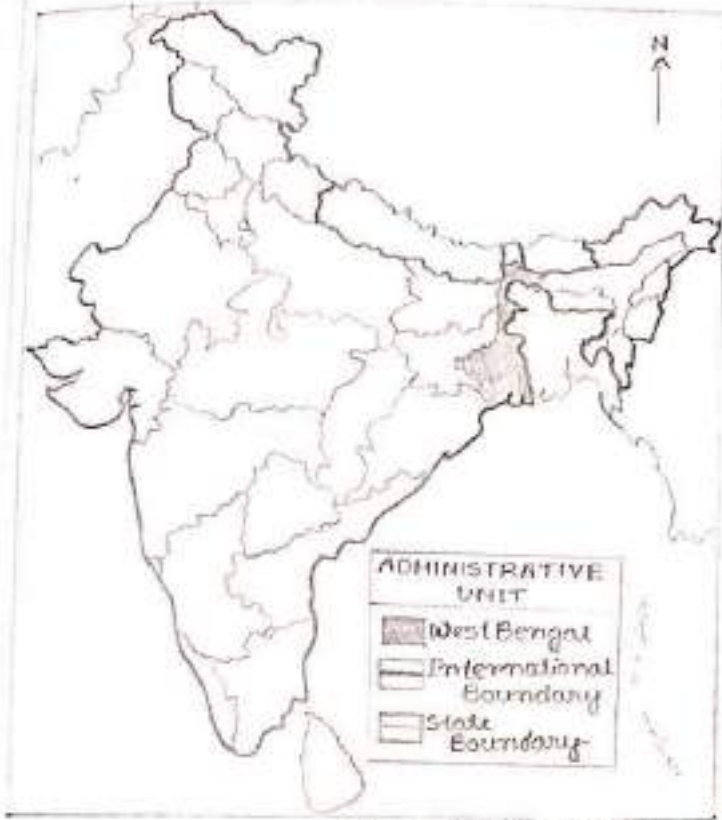 N
ADMINISTRATIVE
UNIT
West Bengal
International
Boundary
State
Boundary